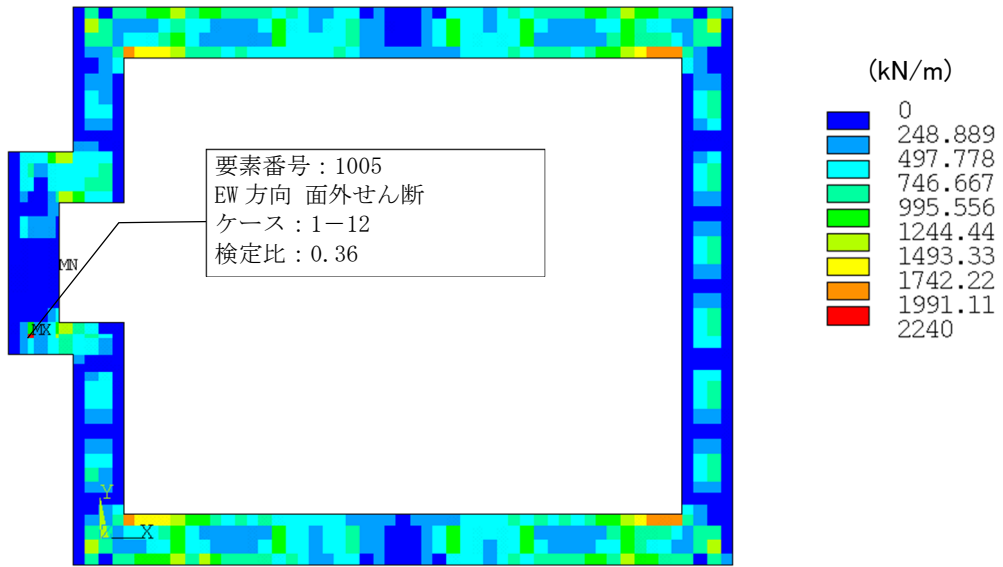 (kN/m)
0
248.889
497.778
746.667
995.556
1244.44
1493.33
1742.22
1991.11
2240
要素番号：1005
EW 方向 面外せん断
ケース：1－12
検定比：0.36
MN
MX
Y
X